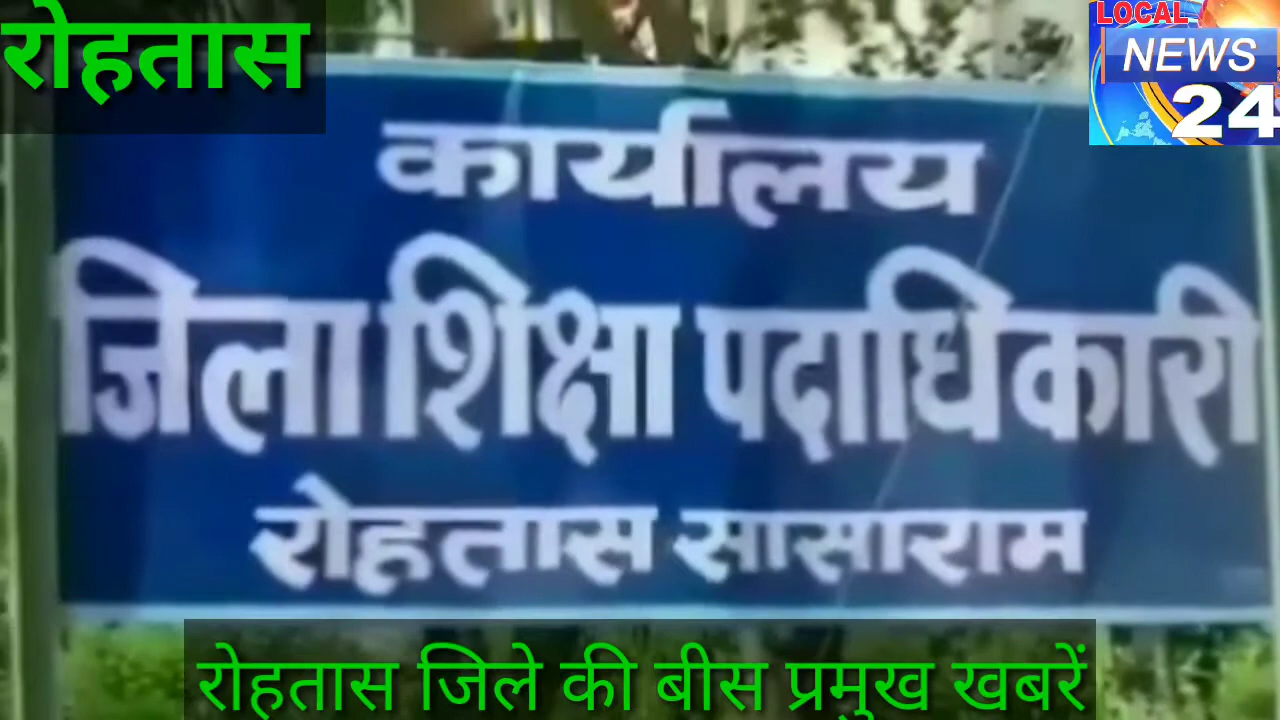 रोहतास
LOCAL
NEWS
24
कार्यालय
जिला शिक्षा पदाधिकारी
रोहतास सासाराम
रोहतास जिले की बीस प्रमुख खबरें